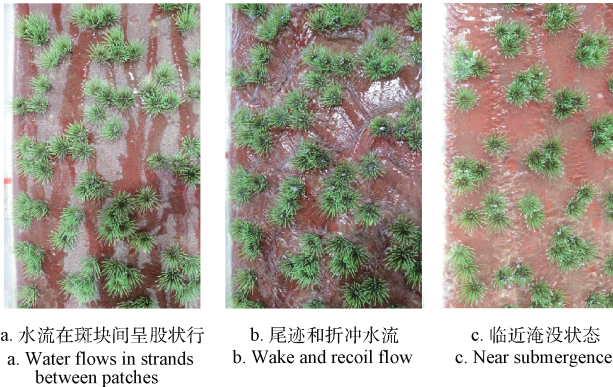 a. 水流在斑块间呈股状行
a. Water flows in strands
between patches
b. 尾迹和折冲水流
b. Wake and recoil flow
c. 临近淹没状态
c. Near submergence